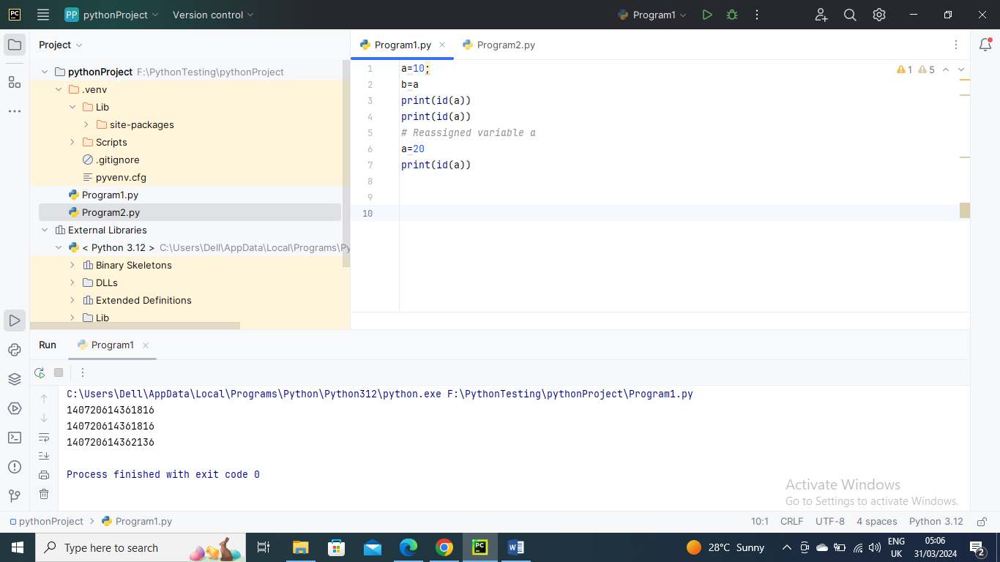 PC PP pythonProject Version control Program1
Project
Program1.py Program2.py
pythonProject F:\PythonTesting\pythonProject
.venv
Lib
site-packages
Scripts
.gitignore
pyvenv.cfg
Program1.py
Program2.py
External Libraries
< Python 3.12 > C:\Users\Dell\AppData\Local\Programs\Py
Binary Skeletons
DLLs
Extended Definitions
Lib
1 a=10; 1 5
2 b=a
3 print(id(a))
4 print(id(a))
5 # Reassigned variable a
6 a=20
7 print(id(a))
8
9
10
Run Program1
C:\Users\Dell\AppData\Local\Programs\Python\Python312\python.exe F:\PythonTesting\pythonProject\Program1.py
140720614361816
140720614361816
140720614362136
Process finished with exit code 0
Activate Windows
Go to Settings to activate Windows.
pythonProject > Program1.py 10:1 CRLF UTF-8 4 spaces Python 3.12
Type here to search PC W 28°C Sunny ENG UK 05:06 31/03/2024 2